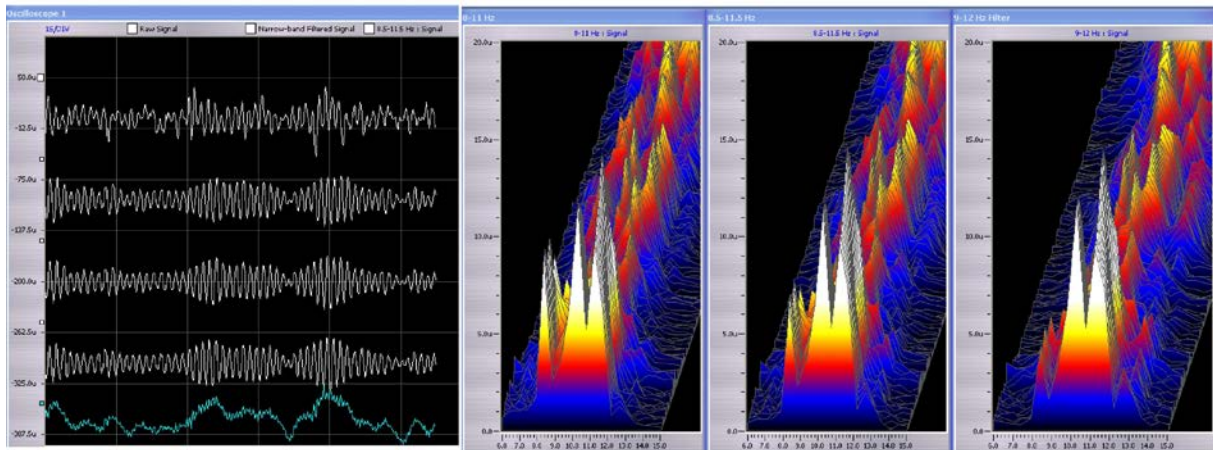 Oscilloscope 1
1S/DIV Raw Signal Narrow-band Filtered Signal 8.5-11.5 Hz : Signal
50.0u
-12.5u
-75.0u
-137.5u
-200.0u
-262.5u
-325.0u
-387.5u
8-11 Hz
8-11 Hz : Signal
20.0u
15.0u
10.0u
5.0u
0.0
6.0 7.0 8.0 9.0 10.0 11.0 12.0 13.0 14.0 15.0
8.5-11.5 Hz
8.5-11.5 Hz : Signal
20.0u
15.0u
10.0u
5.0u
0.0
6.0 7.0 8.0 9.0 10.0 11.0 12.0 13.0 14.0 15.0
9-12 Hz Filter
9-12 Hz : Signal
20.0u
15.0u
10.0u
5.0u
0.0
6.0 7.0 8.0 9.0 10.0 11.0 12.0 13.0 14.0 15.0